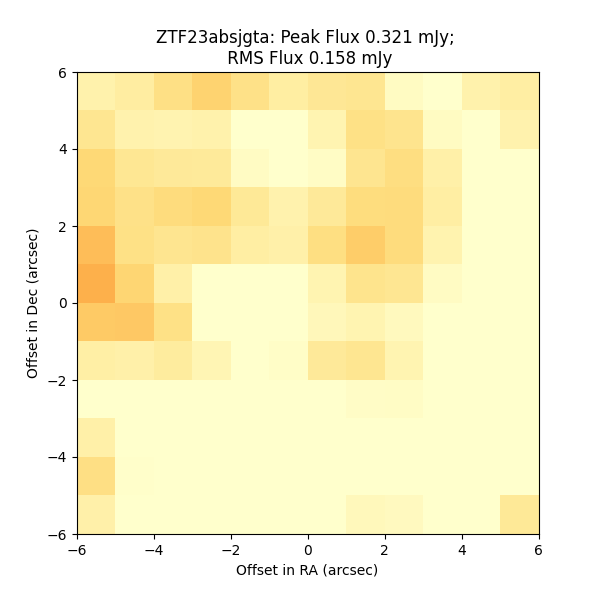 ZTF23absjgta: Peak Flux 0.321 mJy;
RMS Flux 0.158 mJy
6
4
2
0
−2
−4
−6
Offset in Dec (arcsec)
−6 −4 −2 0 2 4 6
Offset in RA (arcsec)